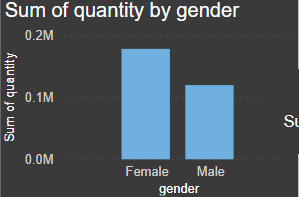 Sum of quantity by gender
0.2M
0.1M
0.0M
Sum of quantity
Female
Male
gender
Su